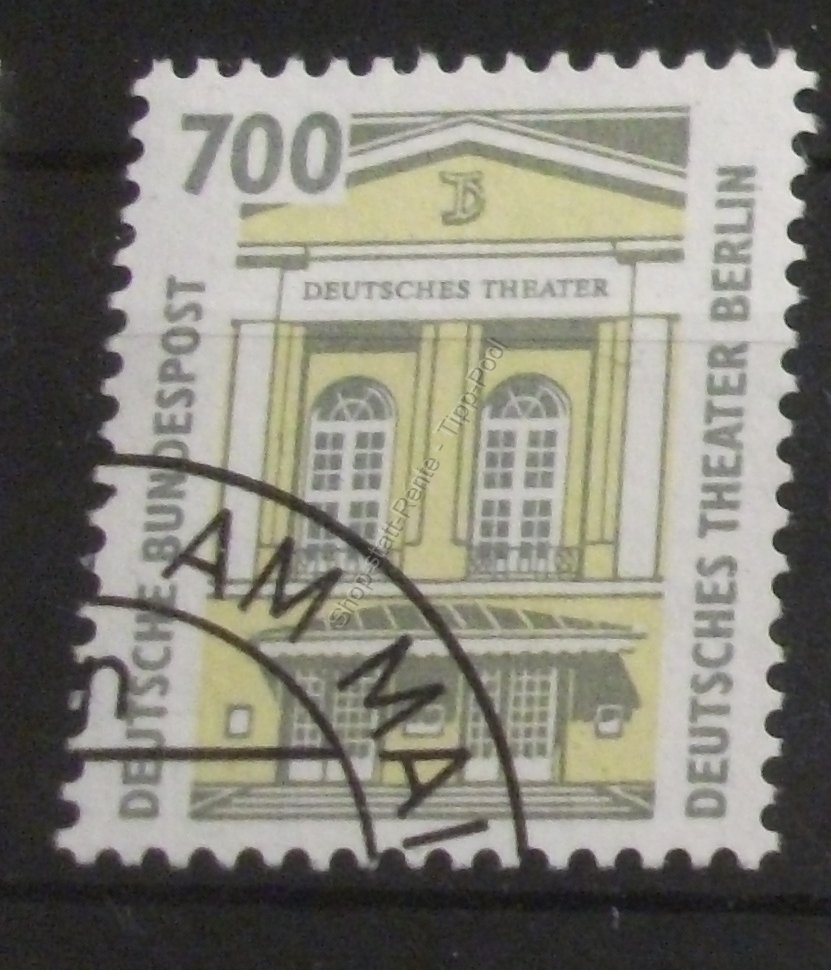 700
DEUTSCHES THEATER
DEUTSCHE BUNDESPOST
DEUTSCHES THEATER BERLIN
AM MAI
Shop-statt-Rente - Tipp-Pool